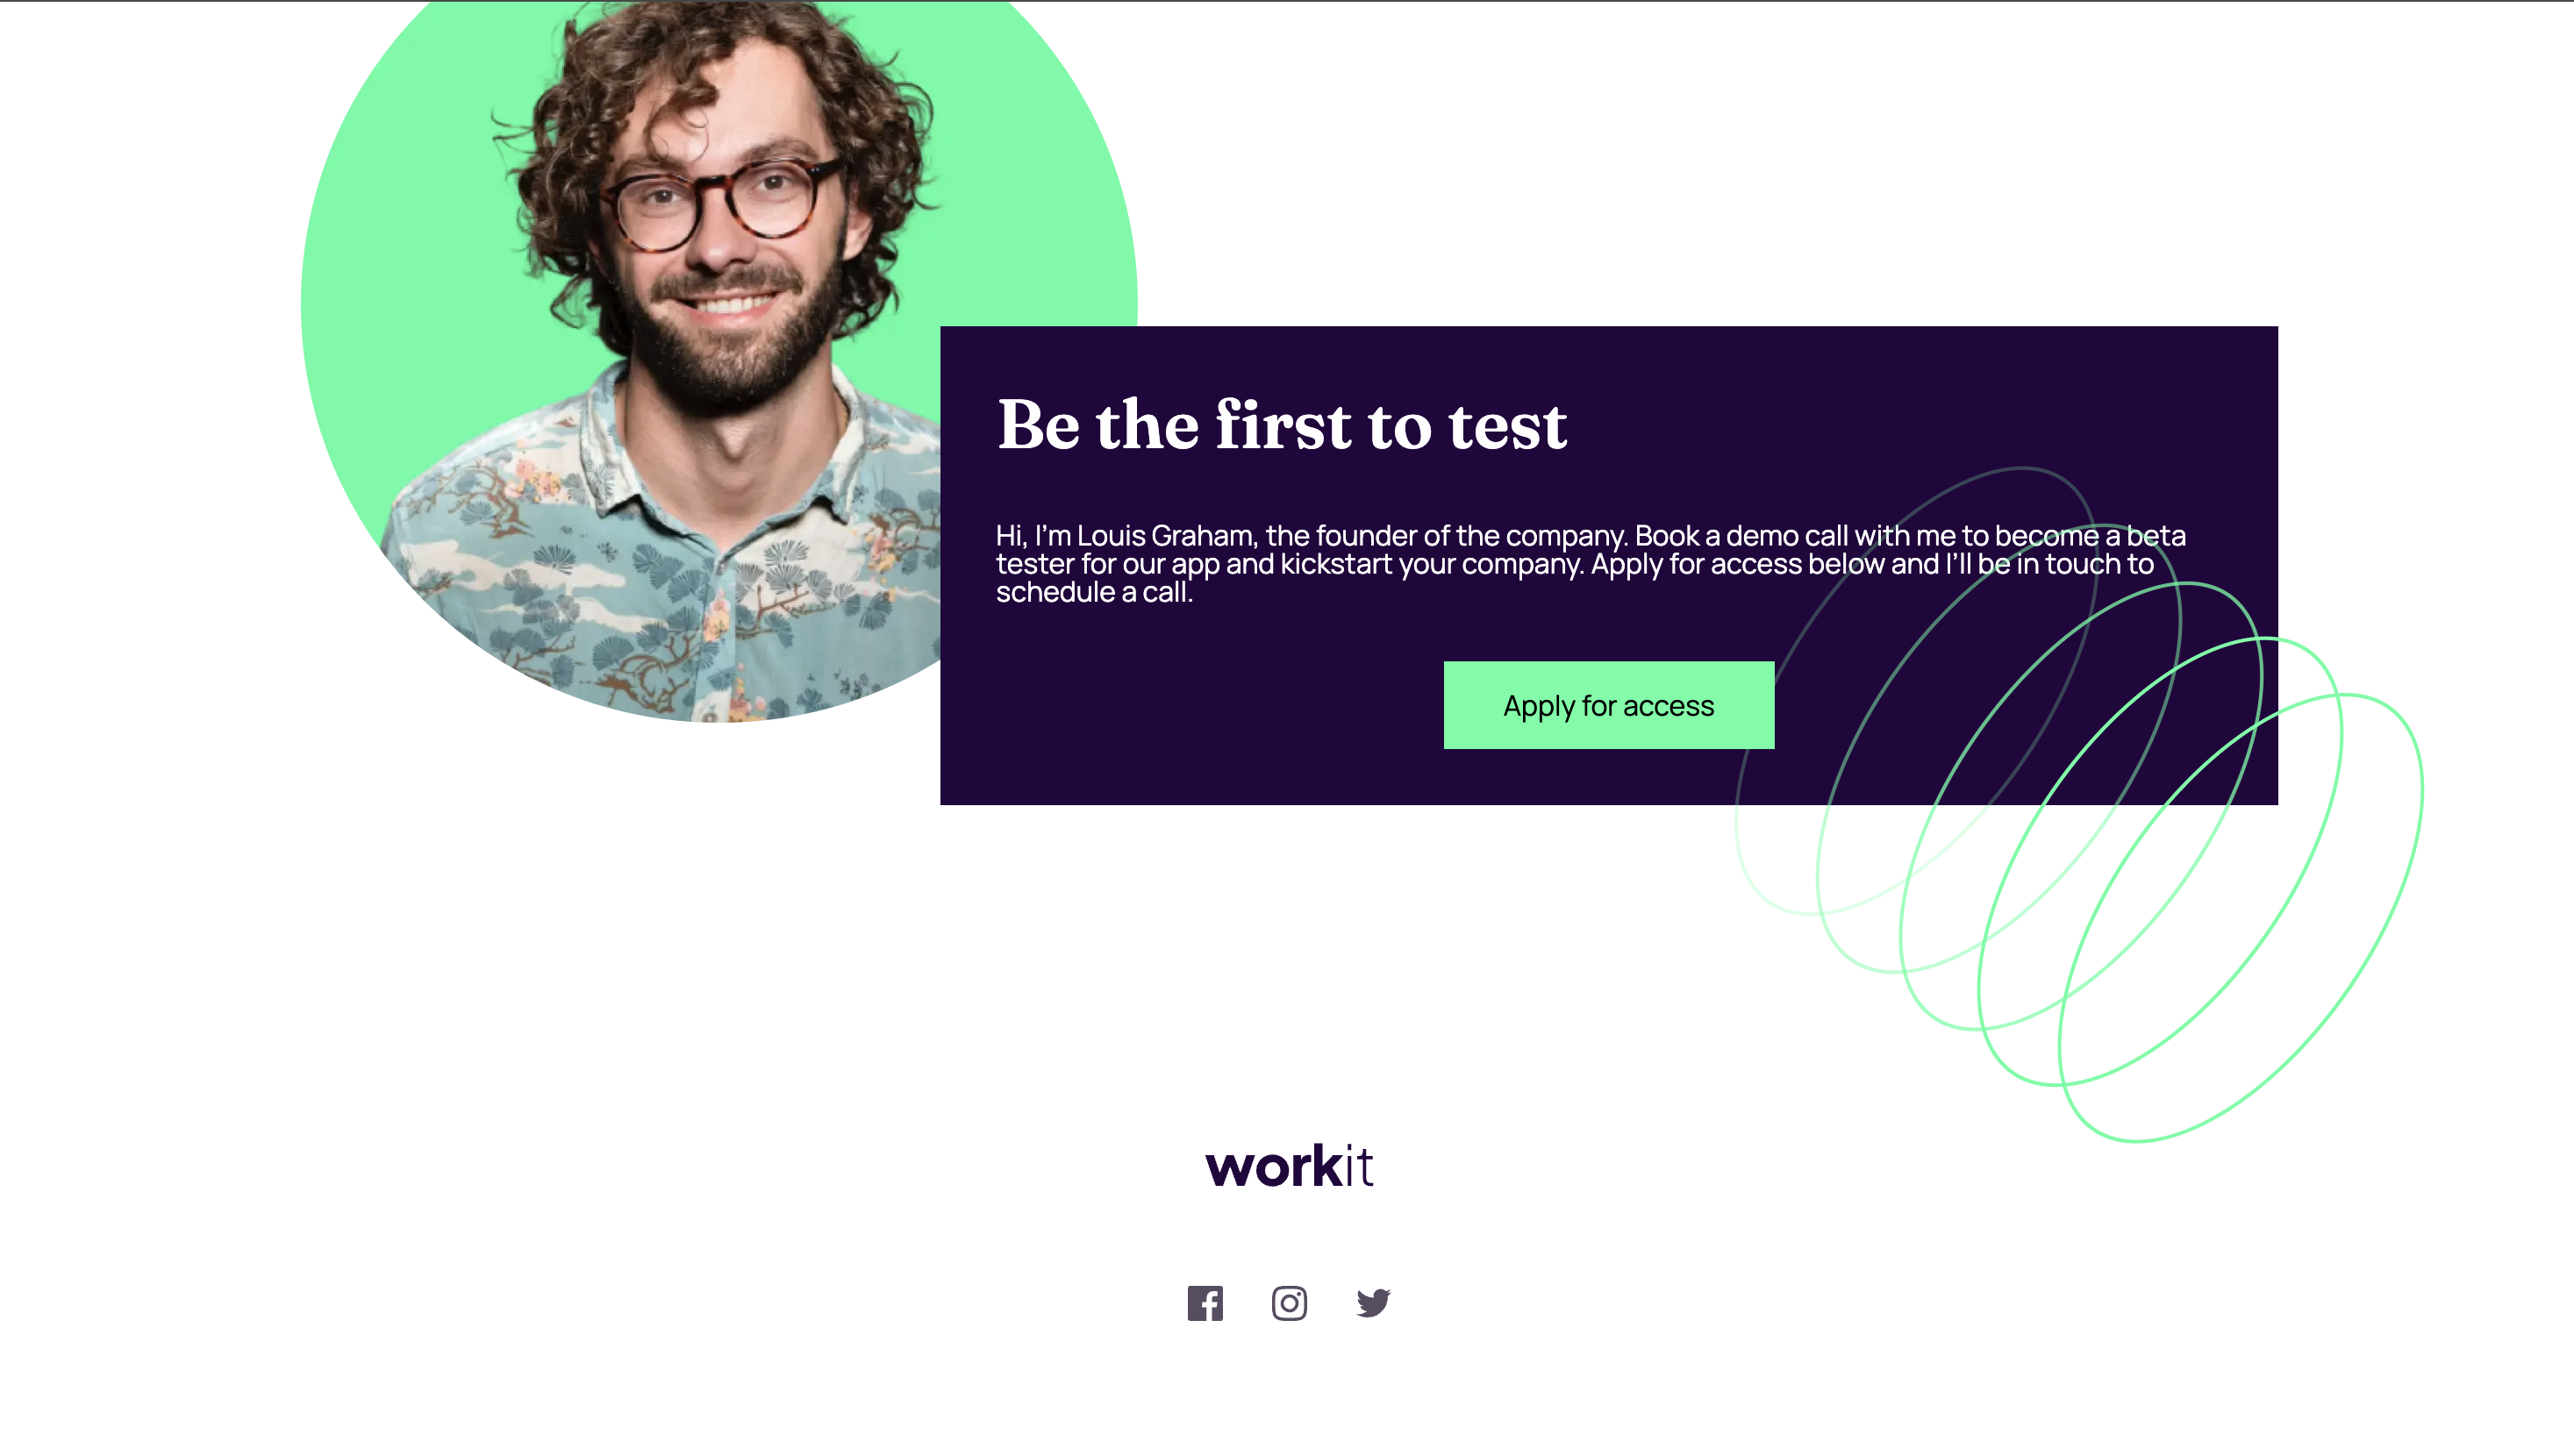 Be the first to test
Hi, I’m Louis Graham, the founder of the company. Book a demo call with me to become a beta
tester for our app and kickstart your company. Apply for access below and I’ll be in touch to
schedule a call.
Apply for access
workit